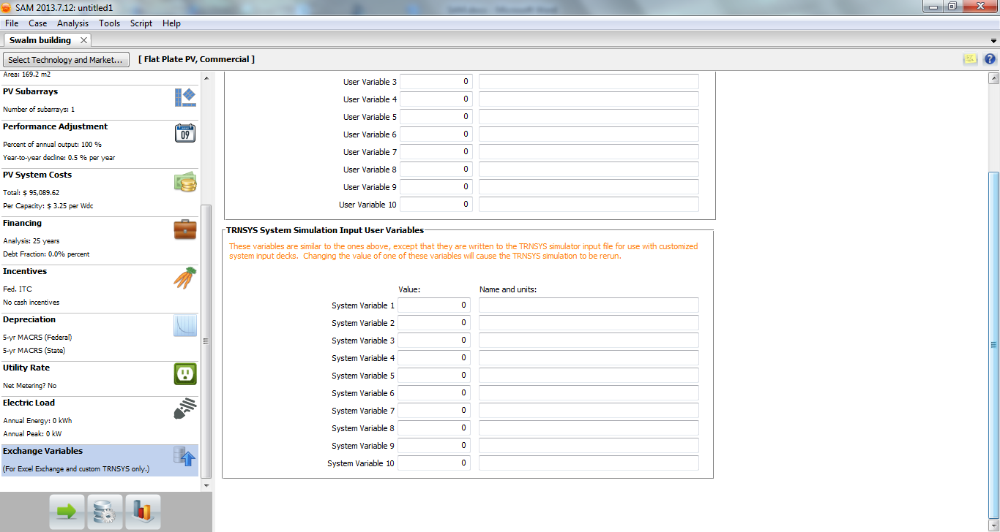 SAM 2013.7.12: untitled1
File Case Analysis Tools Script Help
Swalm building
Select Technology and Market... [ Flat Plate PV, Commercial ]
Area: 169.2 m2
PV Subarrays
Number of subarrays: 1
Performance Adjustment
09
Percent of annual output: 100 %
Year-to-year decline: 0.5 % per year
PV System Costs
Total: $ 95,089.62
Per Capacity: $ 3.25 per Wdc
Financing
Analysis: 25 years
Debt Fraction: 0.0% percent
Incentives
Fed. ITC
No cash incentives
Depreciation
5-yr MACRS (Federal)
5-yr MACRS (State)
Utility Rate
Net Metering? No
Electric Load
Annual Energy: 0 kWh
Annual Peak: 0 kW
Exchange Variables
(For Excel Exchange and custom TRNSYS only.)
User Variable 3 0
User Variable 4 0
User Variable 5 0
User Variable 6 0
User Variable 7 0
User Variable 8 0
User Variable 9 0
User Variable 10 0
TRNSYS System Simulation Input User Variables
These variables are similar to the ones above, except that they are written to the TRNSYS simulator input file for use with customized
system input decks. Changing the value of one of these variables will cause the TRNSYS simulation to be rerun.
Value: Name and units:
System Variable 1 0
System Variable 2 0
System Variable 3 0
System Variable 4 0
System Variable 5 0
System Variable 6 0
System Variable 7 0
System Variable 8 0
System Variable 9 0
System Variable 10 0